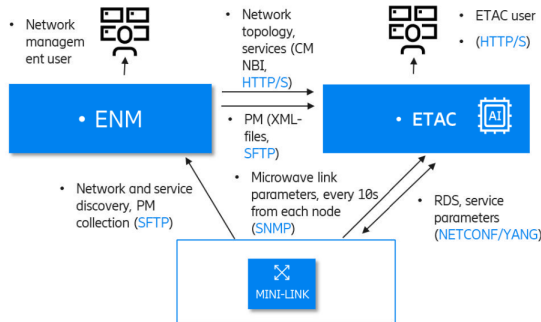 • Network
managem
ent user
• Network
topology,
services (CM
NBI,
HTTP/S)
• ETAC user
• (HTTP/S)
• ENM
• ETAC
AI
• PM (XML-
files,
SFTP)
• Network and service
discovery, PM
collection (SFTP)
• Microwave link
parameters, every 10s
from each node
(SNMP)
• RDS, service
parameters
(NETCONF/YANG)
MINI-LINK